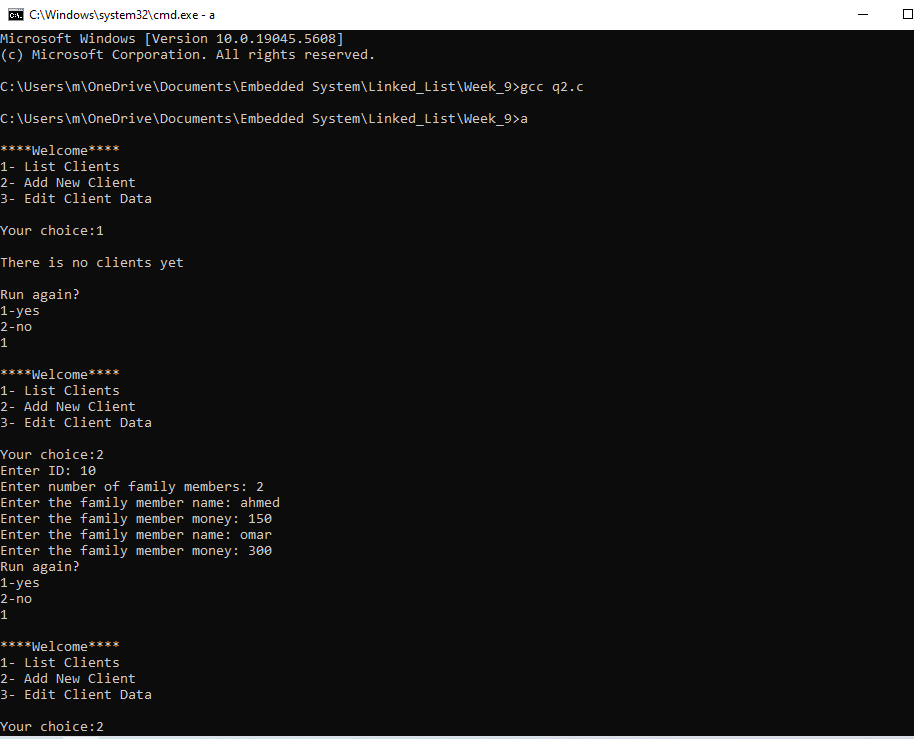 C:\Windows\system32\cmd.exe - a
Microsoft Windows [Version 10.0.19045.5608]
(c) Microsoft Corporation. All rights reserved.
C:\Users\m\OneDrive\Documents\Embedded System\Linked_List\Week_9>gcc q2.c
C:\Users\m\OneDrive\Documents\Embedded System\Linked_List\Week_9>a
****Welcome****
1- List Clients
2- Add New Client
3- Edit Client Data
Your choice:1
There is no clients yet
Run again?
1-yes
2-no
1
****Welcome****
1- List Clients
2- Add New Client
3- Edit Client Data
Your choice:2
Enter ID: 10
Enter number of family members: 2
Enter the family member name: ahmed
Enter the family member money: 150
Enter the family member name: omar
Enter the family member money: 300
Run again?
1-yes
2-no
1
****Welcome****
1- List Clients
2- Add New Client
3- Edit Client Data
Your choice:2